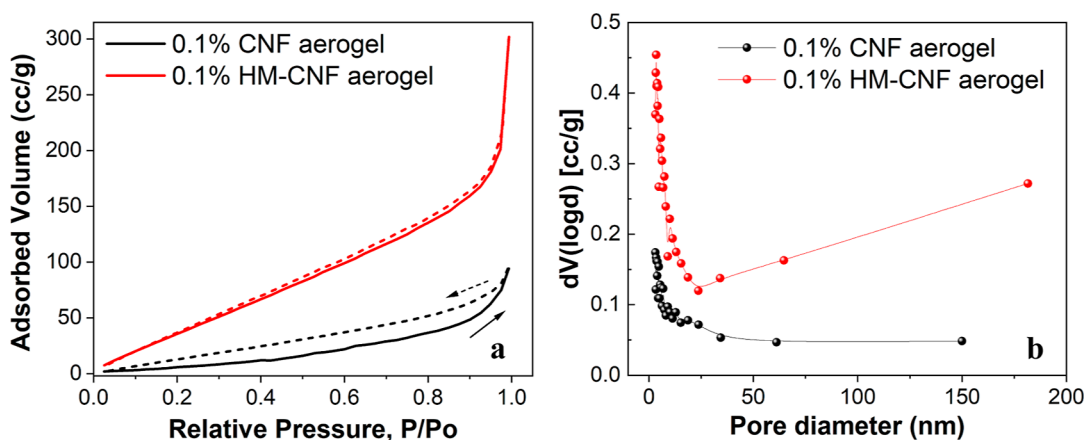 300
250
200
150
100
50
0
Adsorbed Volume (cc/g)
0.1% CNF aerogel
0.1% HM-CNF aerogel
a
0.0 0.2 0.4 0.6 0.8 1.0
Relative Pressure, P/Po
0.5
0.4
0.3
0.2
0.1
0.0
dV(logd) [cc/g]
0.1% CNF aerogel
0.1% HM-CNF aerogel
b
0 50 100 150 200
Pore diameter (nm)